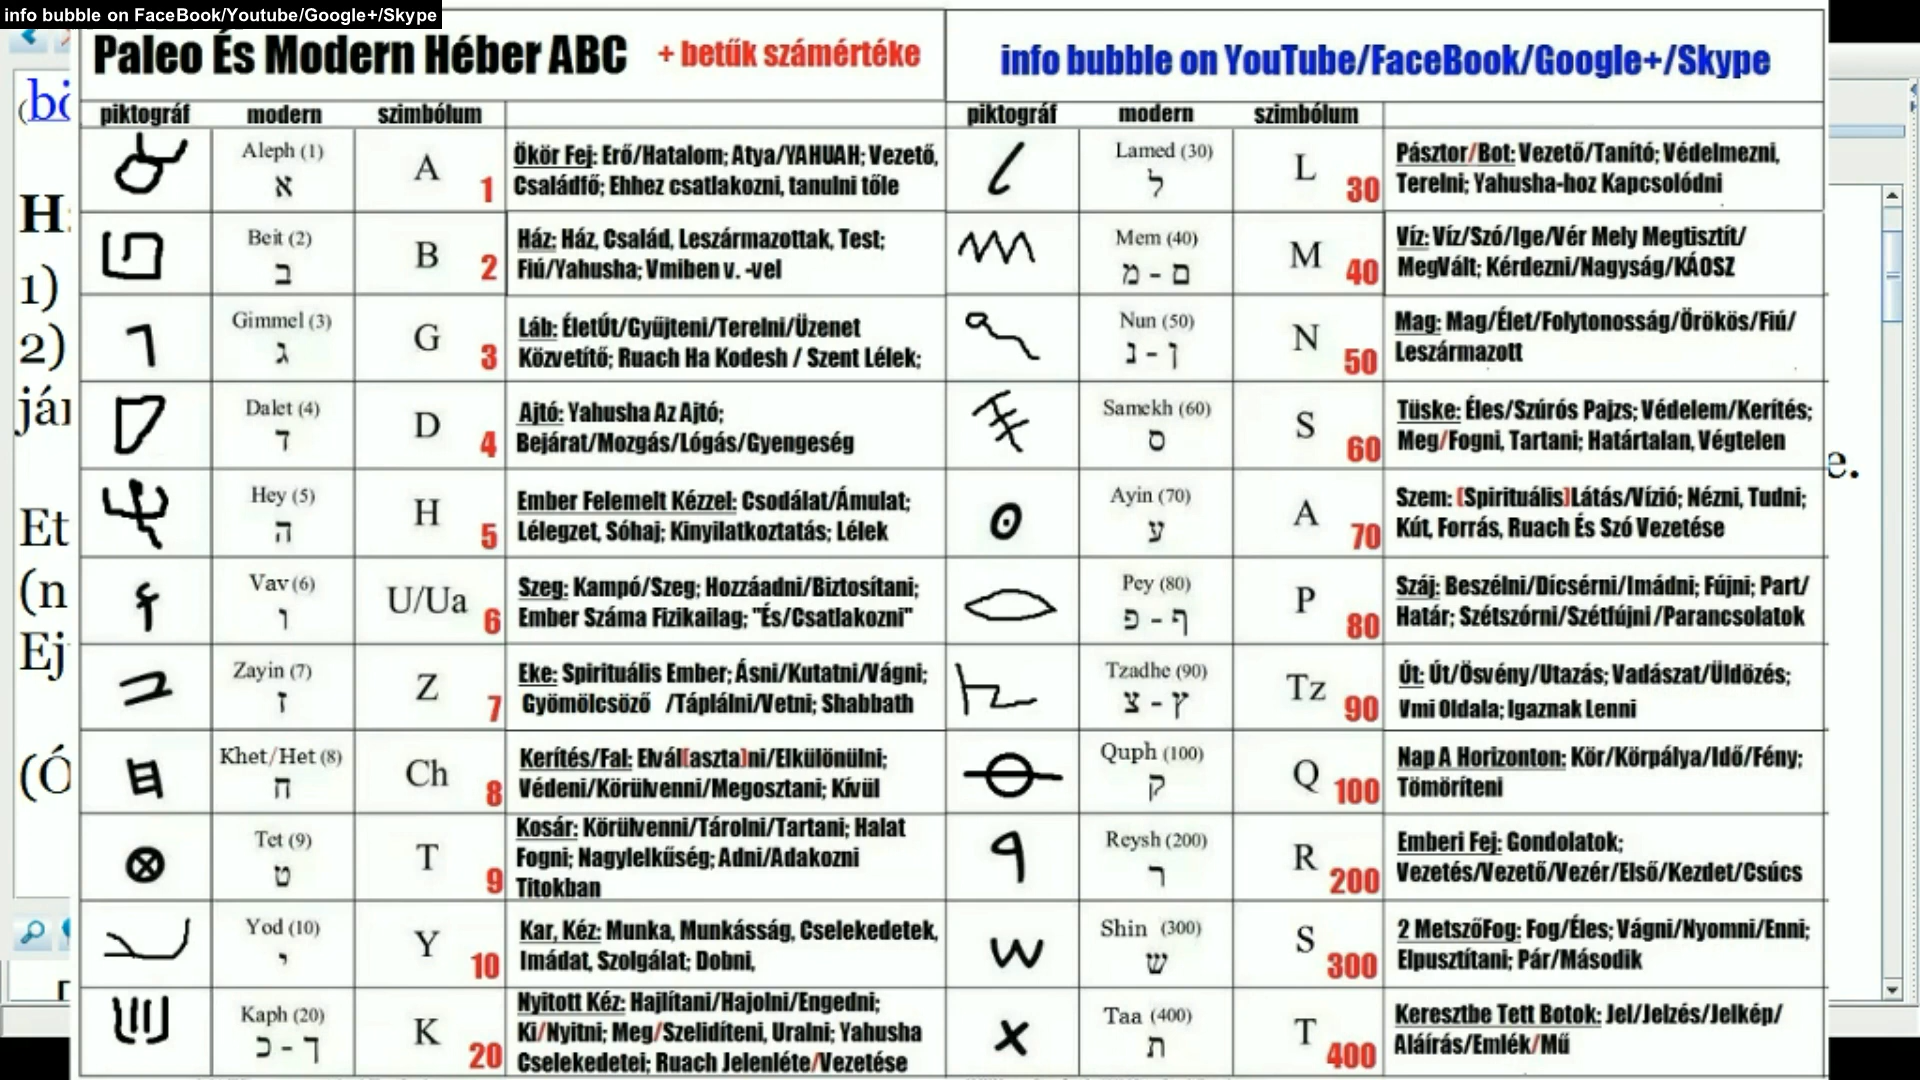 info bubble on FaceBook/Youtube/Google+/Skype
Paleo És Modern Héber ABC + betűk számértéke
info bubble on YouTube/FaceBook/Google+/Skype
piktográf modern szimbólum
Aleph (1)
א
A
1
Ökör Fej: Erő/Hatalom; Atya/YAHUAH; Vezető,
Családfő; Ehhez csatlakozni, tanulni tőle
Beit (2)
ב
B
2
Ház: Ház, Család, Leszármazottak, Test;
Fiú/Yahusha; Vmiben v. -vel
Gimmel (3)
ג
G
3
Láb: ÉletÚt/Gyűjteni/Terelni/Üzenet
Közvetítő; Ruach Ha Kodesh / Szent Lélek;
Dalet (4)
ד
D
4
Ajtó: Yahusha Az Ajtó;
Bejárat/Mozgás/Lógás/Gyengeség
Hey (5)
ה
H
5
Ember Felemelt Kézzel: Csodálat/Ámulat;
Lélegzet, Sóhaj; Kinyilatkoztatás; Lélek
Vav (6)
ו
U/Ua
6
Szeg: Kampó/Szeg; Hozzáadni/Biztosítani;
Ember Száma Fizikailag; "És/Csatlakozni"
Zayin (7)
ז
Z
7
Eke: Spirituális Ember; Ásni/Kutatni/Vágni;
Gyömölcsöző /Táplálni/Vetni; Shabbath
Khet/Het (8)
ח
Ch
8
Kerítés/Fal: Elvál(aszta)ni/Elkülönülni;
Védeni/Körülvenni/Megosztani; Kívül
Tet (9)
ט
T
9
Kosár: Körülvenni/Tárolni/Tartani; Halat
Fogni; Nagylelkűség; Adni/Adakozni
Titokban
Yod (10)
י
Y
10
Kar, Kéz: Munka, Munkásság, Cselekedetek,
Imádat, Szolgálat; Dobni,
Kaph (20)
כ - ך
K
20
Nyitott Kéz: Hajlítani/Hajolni/Engedni;
Ki/Nyitni; Meg/Szelidíteni, Uralni; Yahusha
Cselekedetei; Ruach Jelenléte/Vezetése
piktográf modern szimbólum
Lamed (30)
ל
L
30
Pásztor/Bot: Vezető/Tanító; Védelmezni,
Terelni; Yahusha-hoz Kapcsolódni
Mem (40)
מ - ם
M
40
Víz: Víz/Szó/Ige/Vér Mely Megtisztít/
MegVált; Kérdezni/Nagyság/KÁOSZ
Nun (50)
נ - ן
N
50
Mag: Mag/Élet/Folytonosság/Örökös/Fiú/
Leszármazott
Samekh (60)
ס
S
60
Tüske: Éles/Szúrós Pajzs; Védelem/Kerítés;
Meg/Fogni, Tartani; Határtalan, Végtelen
Ayin (70)
ע
A
70
Szem: (Spirituális)Látás/Vízió; Nézni, Tudni;
Kút, Forrás, Ruach És Szó Vezetése
Pey (80)
פ - ף
P
80
Száj: Beszélni/Dícsérni/Imádni; Fújni; Part/
Határ; Szétszórni/Szétfújni/Parancsolatok
Tzadhe (90)
צ - ץ
Tz
90
Út: Út/Ösvény/Utazás; Vadászat/Üldözés;
Vmi Oldala; Igaznak Lenni
Quph (100)
ק
Q
100
Nap A Horizonton: Kör/Körpálya/Idő/Fény;
Tömöríteni
Reysh (200)
ר
R
200
Emberi Fej: Gondolatok;
Vezetés/Vezető/Vezér/Első/Kezdet/Csúcs
Shin (300)
ש
S
300
2 MetszőFog: Fog/Éles; Vágni/Nyomni/Enni;
Elpusztítani; Pár/Második
Taa (400)
ת
T
400
Keresztbe Tett Botok: Jel/Jelzés/Jelkép/
Aláírás/Emlék/Mű
1)
2)
Et
(n
Ej
(Ó
e.